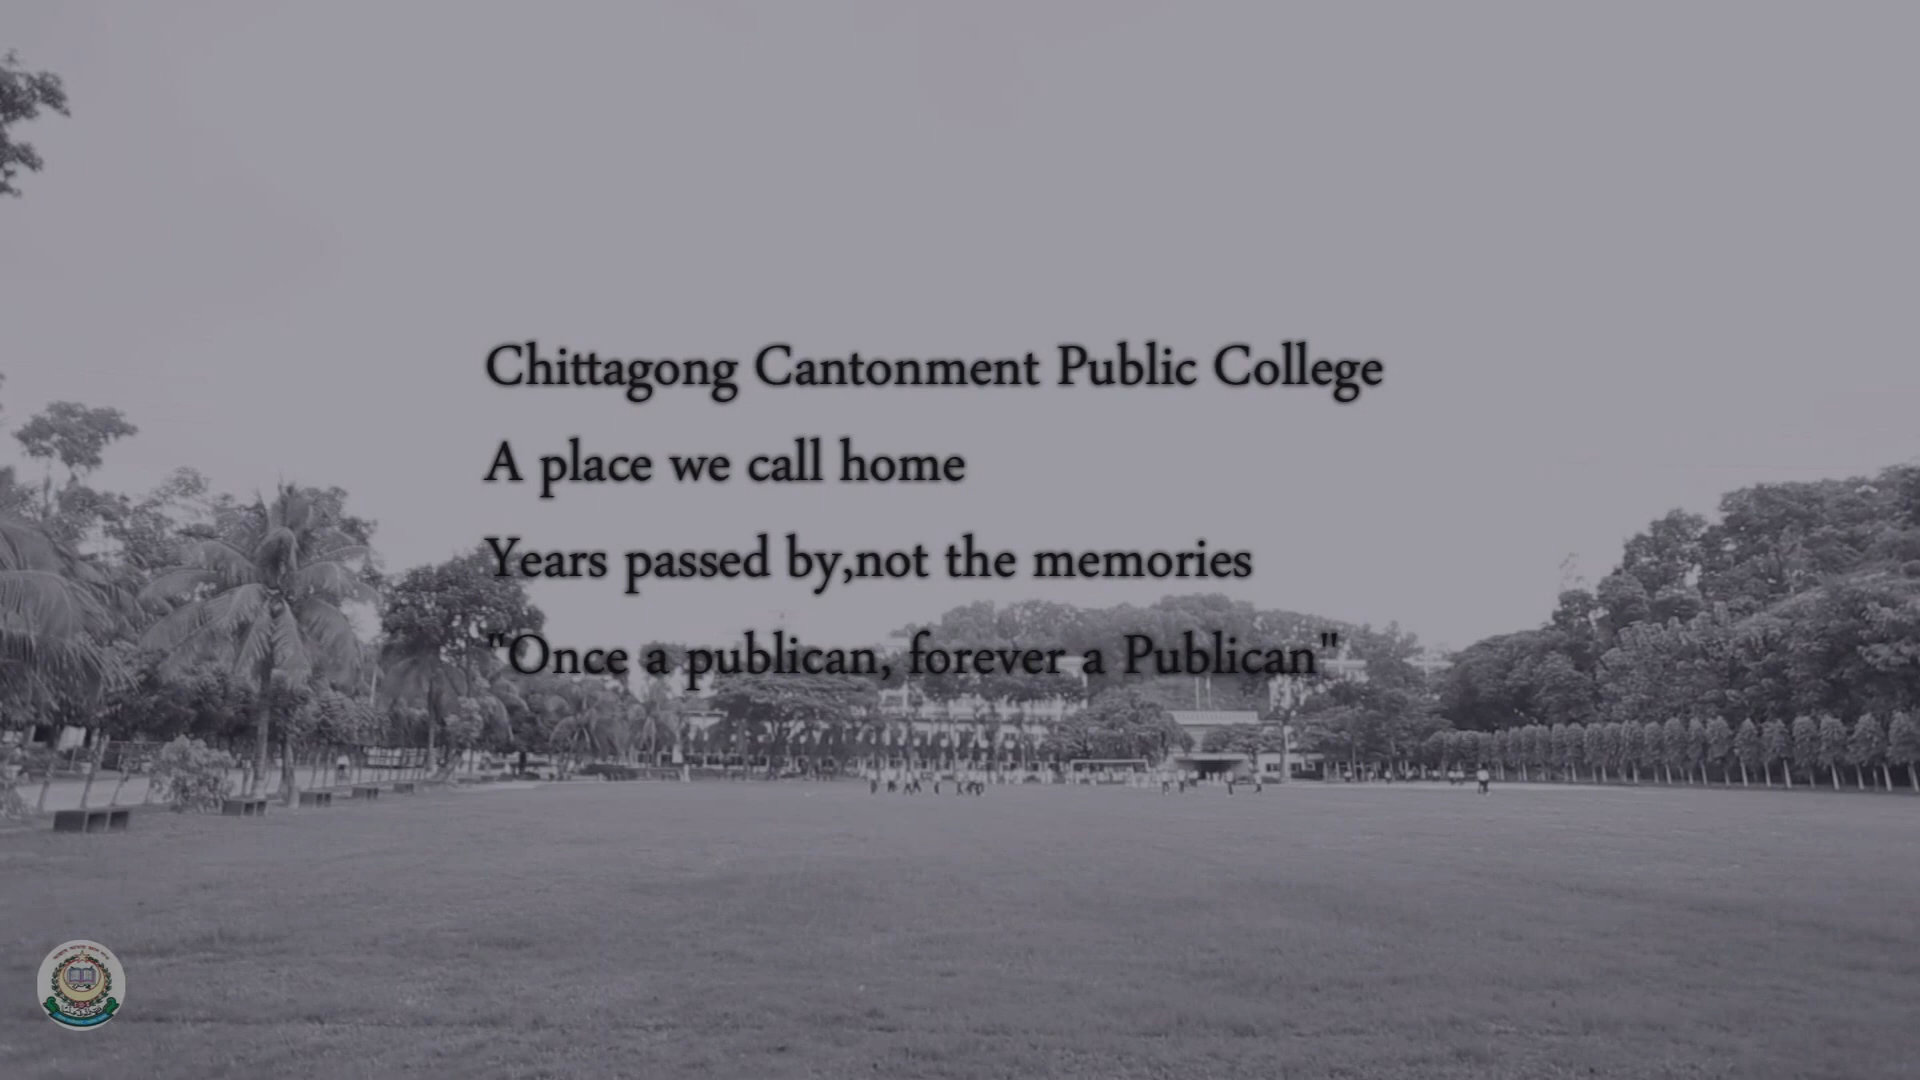 Chittagong Cantonment Public College
A place we call home
Years passed by,not the memories
"Once a publican, forever a Publican"